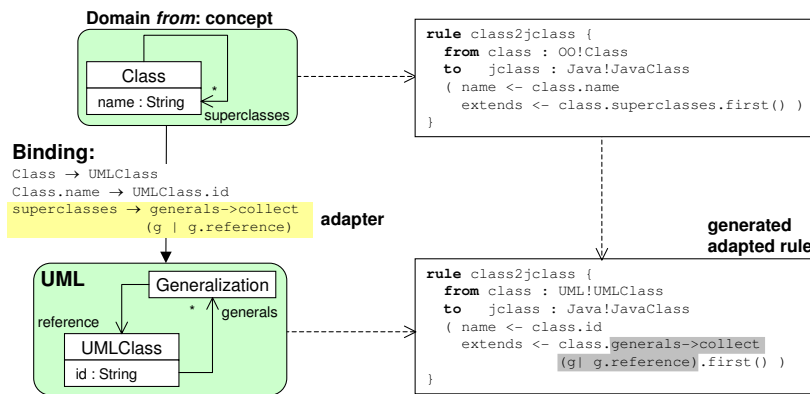 Domain from: concept
Class
name : String
*
superclasses
rule class2jclass {
from class : OO!Class
to jclass : Java!JavaClass
( name <- class.name
extends <- class.superclasses.first() )
}
Binding:
Class → UMLClass
Class.name → UMLClass.id
superclasses → generals->collect
(g | g.reference)
adapter
generated
adapted rule
UML
Generalization
*
generals
reference
UMLClass
id : String
rule class2jclass {
from class : UML!UMLClass
to jclass : Java!JavaClass
( name <- class.id
extends <- class.generals->collect
(g| g.reference).first() )
}